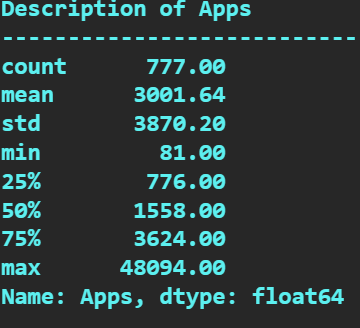 Description of Apps
---------------------------
count 777.00
mean 3001.64
std 3870.20
min 81.00
25% 776.00
50% 1558.00
75% 3624.00
max 48094.00
Name: Apps, dtype: float64